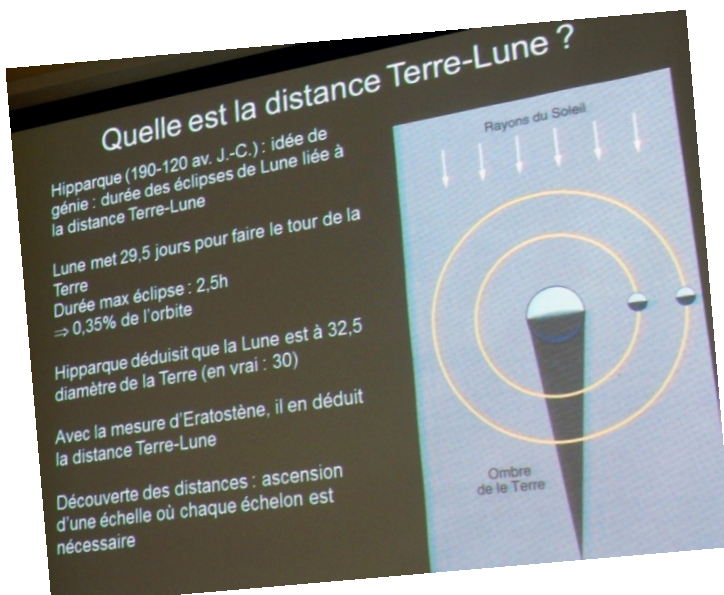 Quelle est la distance Terre-Lune ?
Hipparque (190-120 av. J.-C.) : idée de
génie : durée des éclipses de Lune liée à
la distance Terre-Lune
Lune met 29,5 jours pour faire le tour de la
Terre
Durée max éclipse : 2,5h
⇒ 0,35% de l'orbite
Hipparque déduisit que la Lune est à 32,5
diamètre de la Terre (en vrai : 30)
Avec la mesure d'Eratostène, il en déduit
la distance Terre-Lune
Découverte des distances : ascension
d'une échelle où chaque échelon est
nécessaire
Rayons du Soleil
Ombre
de le Terre